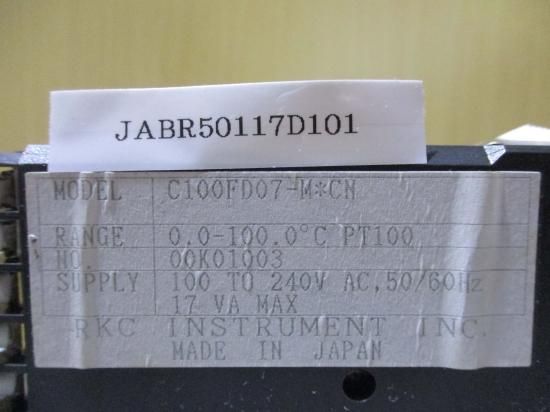 JABR50117D101
MODEL C100FD07-M*CN
RANGE 0.0-100.0°C PT100
NO. 00K01003
SUPPLY 100 TO 240V AC,50/60Hz
17 VA MAX
RKC INSTRUMENT INC.
MADE IN JAPAN